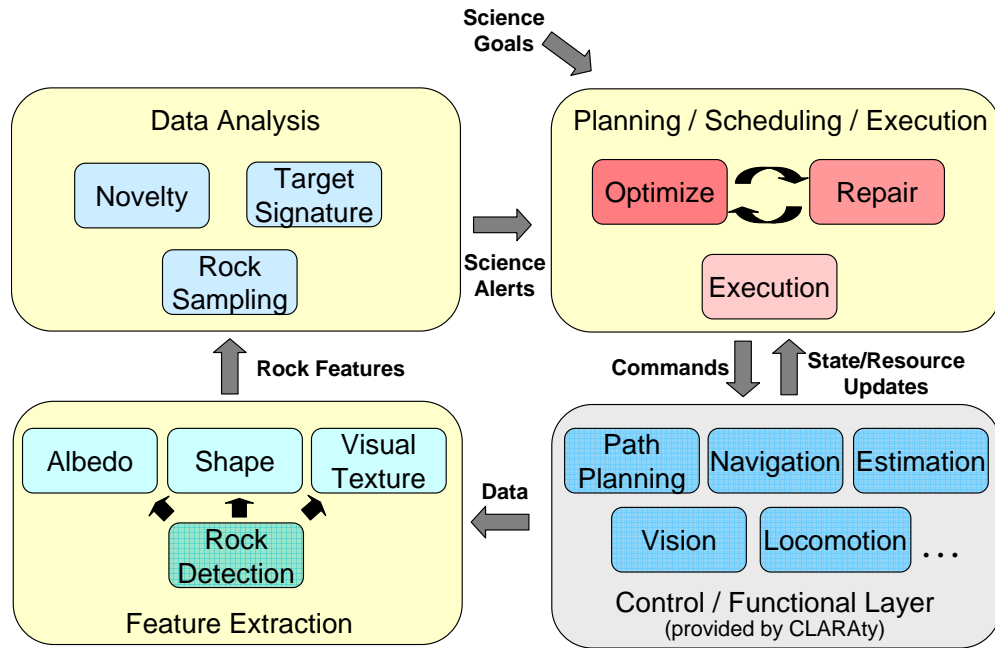 Science
Goals
Data Analysis
Novelty
Target
Signature
Rock
Sampling
Science
Alerts
Planning / Scheduling / Execution
Optimize
Repair
Execution
Rock Features
Commands
State/Resource
Updates
Albedo
Shape
Visual
Texture
Rock
Detection
Feature Extraction
Data
Path
Planning
Navigation
Estimation
Vision
Locomotion
...
Control / Functional Layer
(provided by CLARAty)